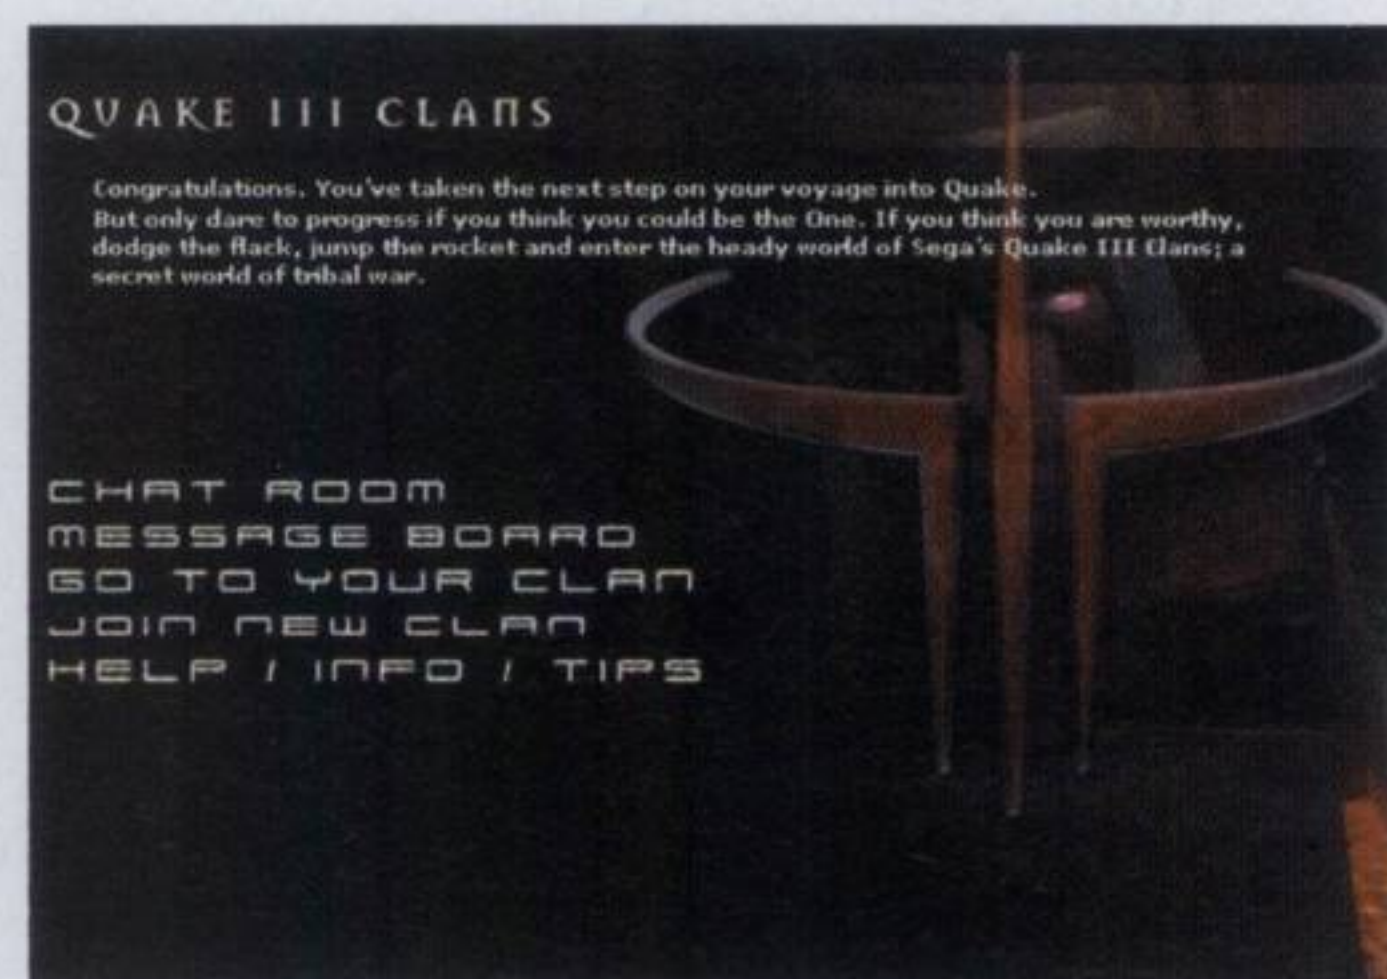 QUAKE III CLANS
Congratulations. You've taken the next step on your voyage into Quake.
But only dare to progress if you think you could be the One. If you think you are worthy,
dodge the flack, jump the rocket and enter the heady world of Sega's Quake III Clans; a
secret world of tribal war.
CHAT ROOM
MESSAGE BOARD
GO TO YOUR CLAN
JOIN NEW CLAN
HELP / INFO / TIPS